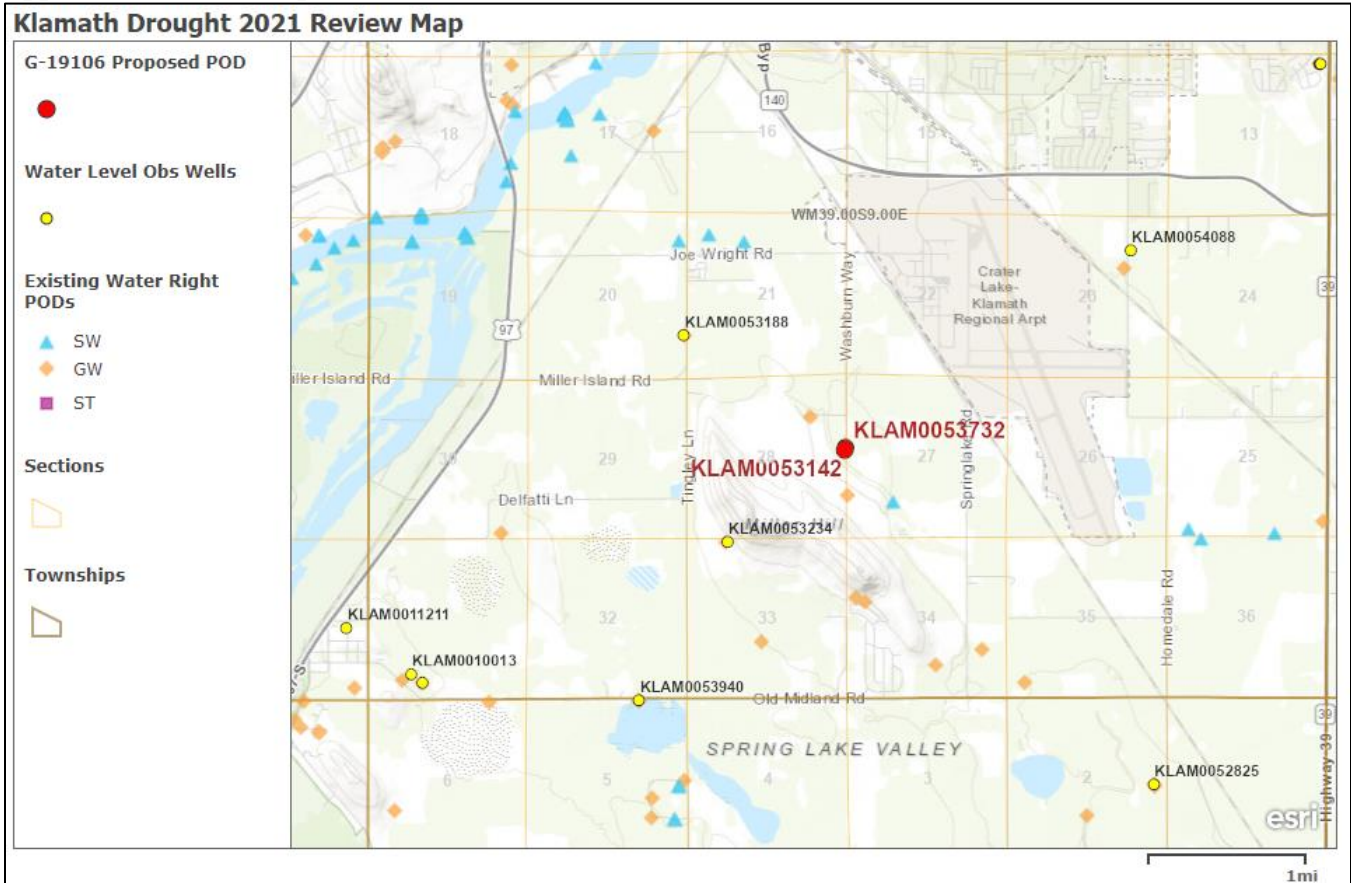 Klamath Drought 2021 Review Map
G-19106 Proposed POD
Water Level Obs Wells
Existing Water Right
PODs
SW
GW
ST
Sections
Townships
Byp
140
18
17
16
15
14
13
WM39.00S9.00E
KLAM0054088
Joe Wright Rd
Crater
Lake-
Klamath
Regional Arpt
19
20
21
22
24
39
97
KLAM0053188
Washburn Way
iller Island Rd
Miller Island Rd
KLAM0053732
KLAM0053142
Tingley Ln
Springlake Rd
29
28
27
26
25
Delfatti Ln
KLAM0053234
KLAM0011211
32
33
34
35
36
Homedale Rd
KLAM0010013
KLAM0053940
Old Midland Rd
39
SPRING LAKE VALLEY
6
5
4
3
2
KLAM0052825
Highway 39
esri
1mi